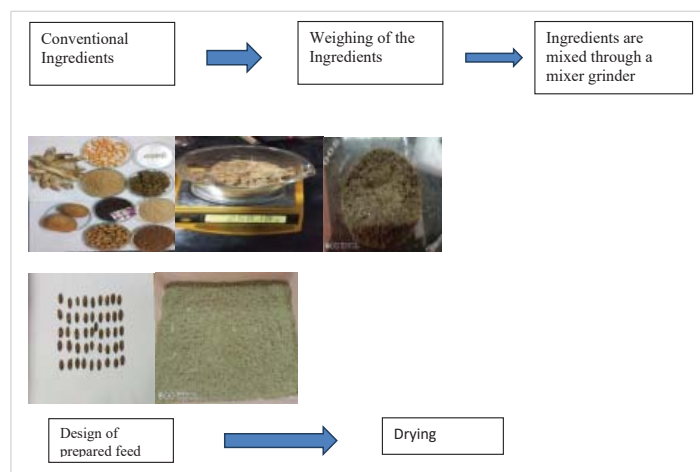 Conventional
Ingredients
Weighing of the
Ingredients
Ingredients are
mixed through a
mixer grinder
Design of
prepared feed
Drying